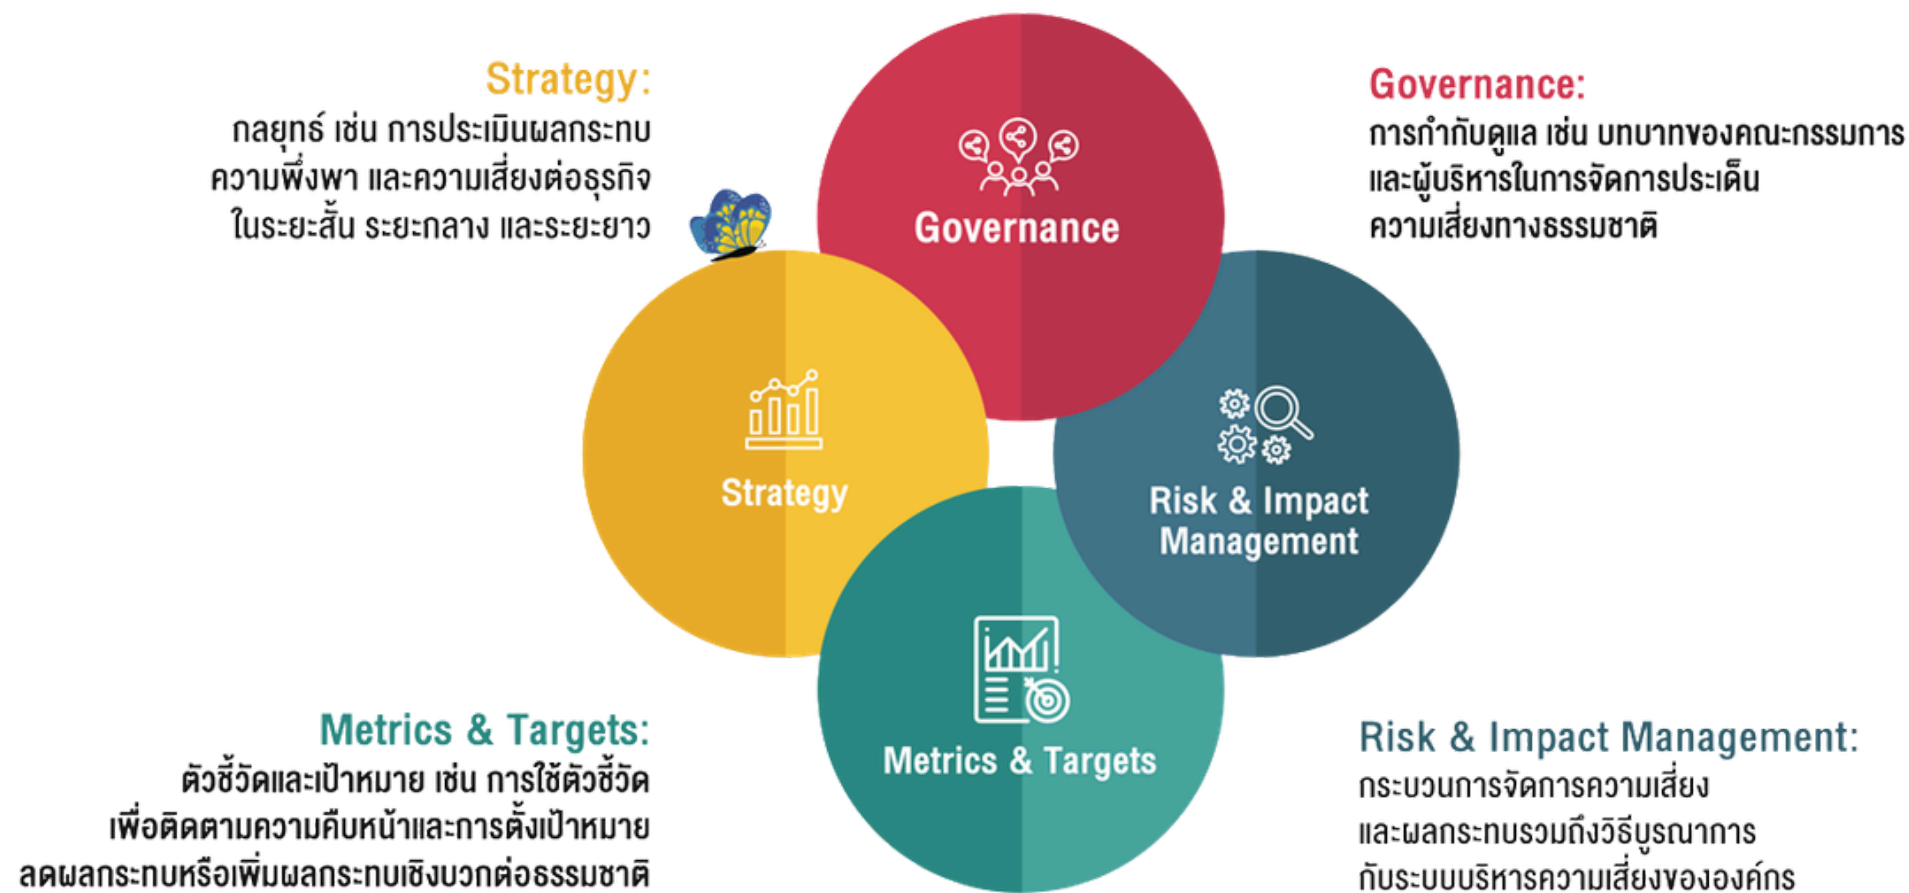 Strategy:
กลยุทธ์ เช่น การประเมินผลกระทบ
ความพึ่งพา และความเสี่ยงต่อธุรกิจ
ในระยะสั้น ระยะกลาง และระยะยาว
Governance
Governance:
การกำกับดูแล เช่น บทบาทของคณะกรรมการ
และผู้บริหารในการจัดการประเด็น
ความเสี่ยงทางธรรมชาติ
Strategy
Risk & Impact
Management
Metrics & Targets
Metrics & Targets:
ตัวชี้วัดและเป้าหมาย เช่น การใช้ตัวชี้วัด
เพื่อติดตามความคืบหน้าและการตั้งเป้าหมาย
ลดผลกระทบหรือเพิ่มผลกระทบเชิงบวกต่อธรรมชาติ
Risk & Impact Management:
กระบวนการจัดการความเสี่ยง
และผลกระทบรวมถึงวิธีบูรณาการ
กับระบบบริหารความเสี่ยงขององค์กร